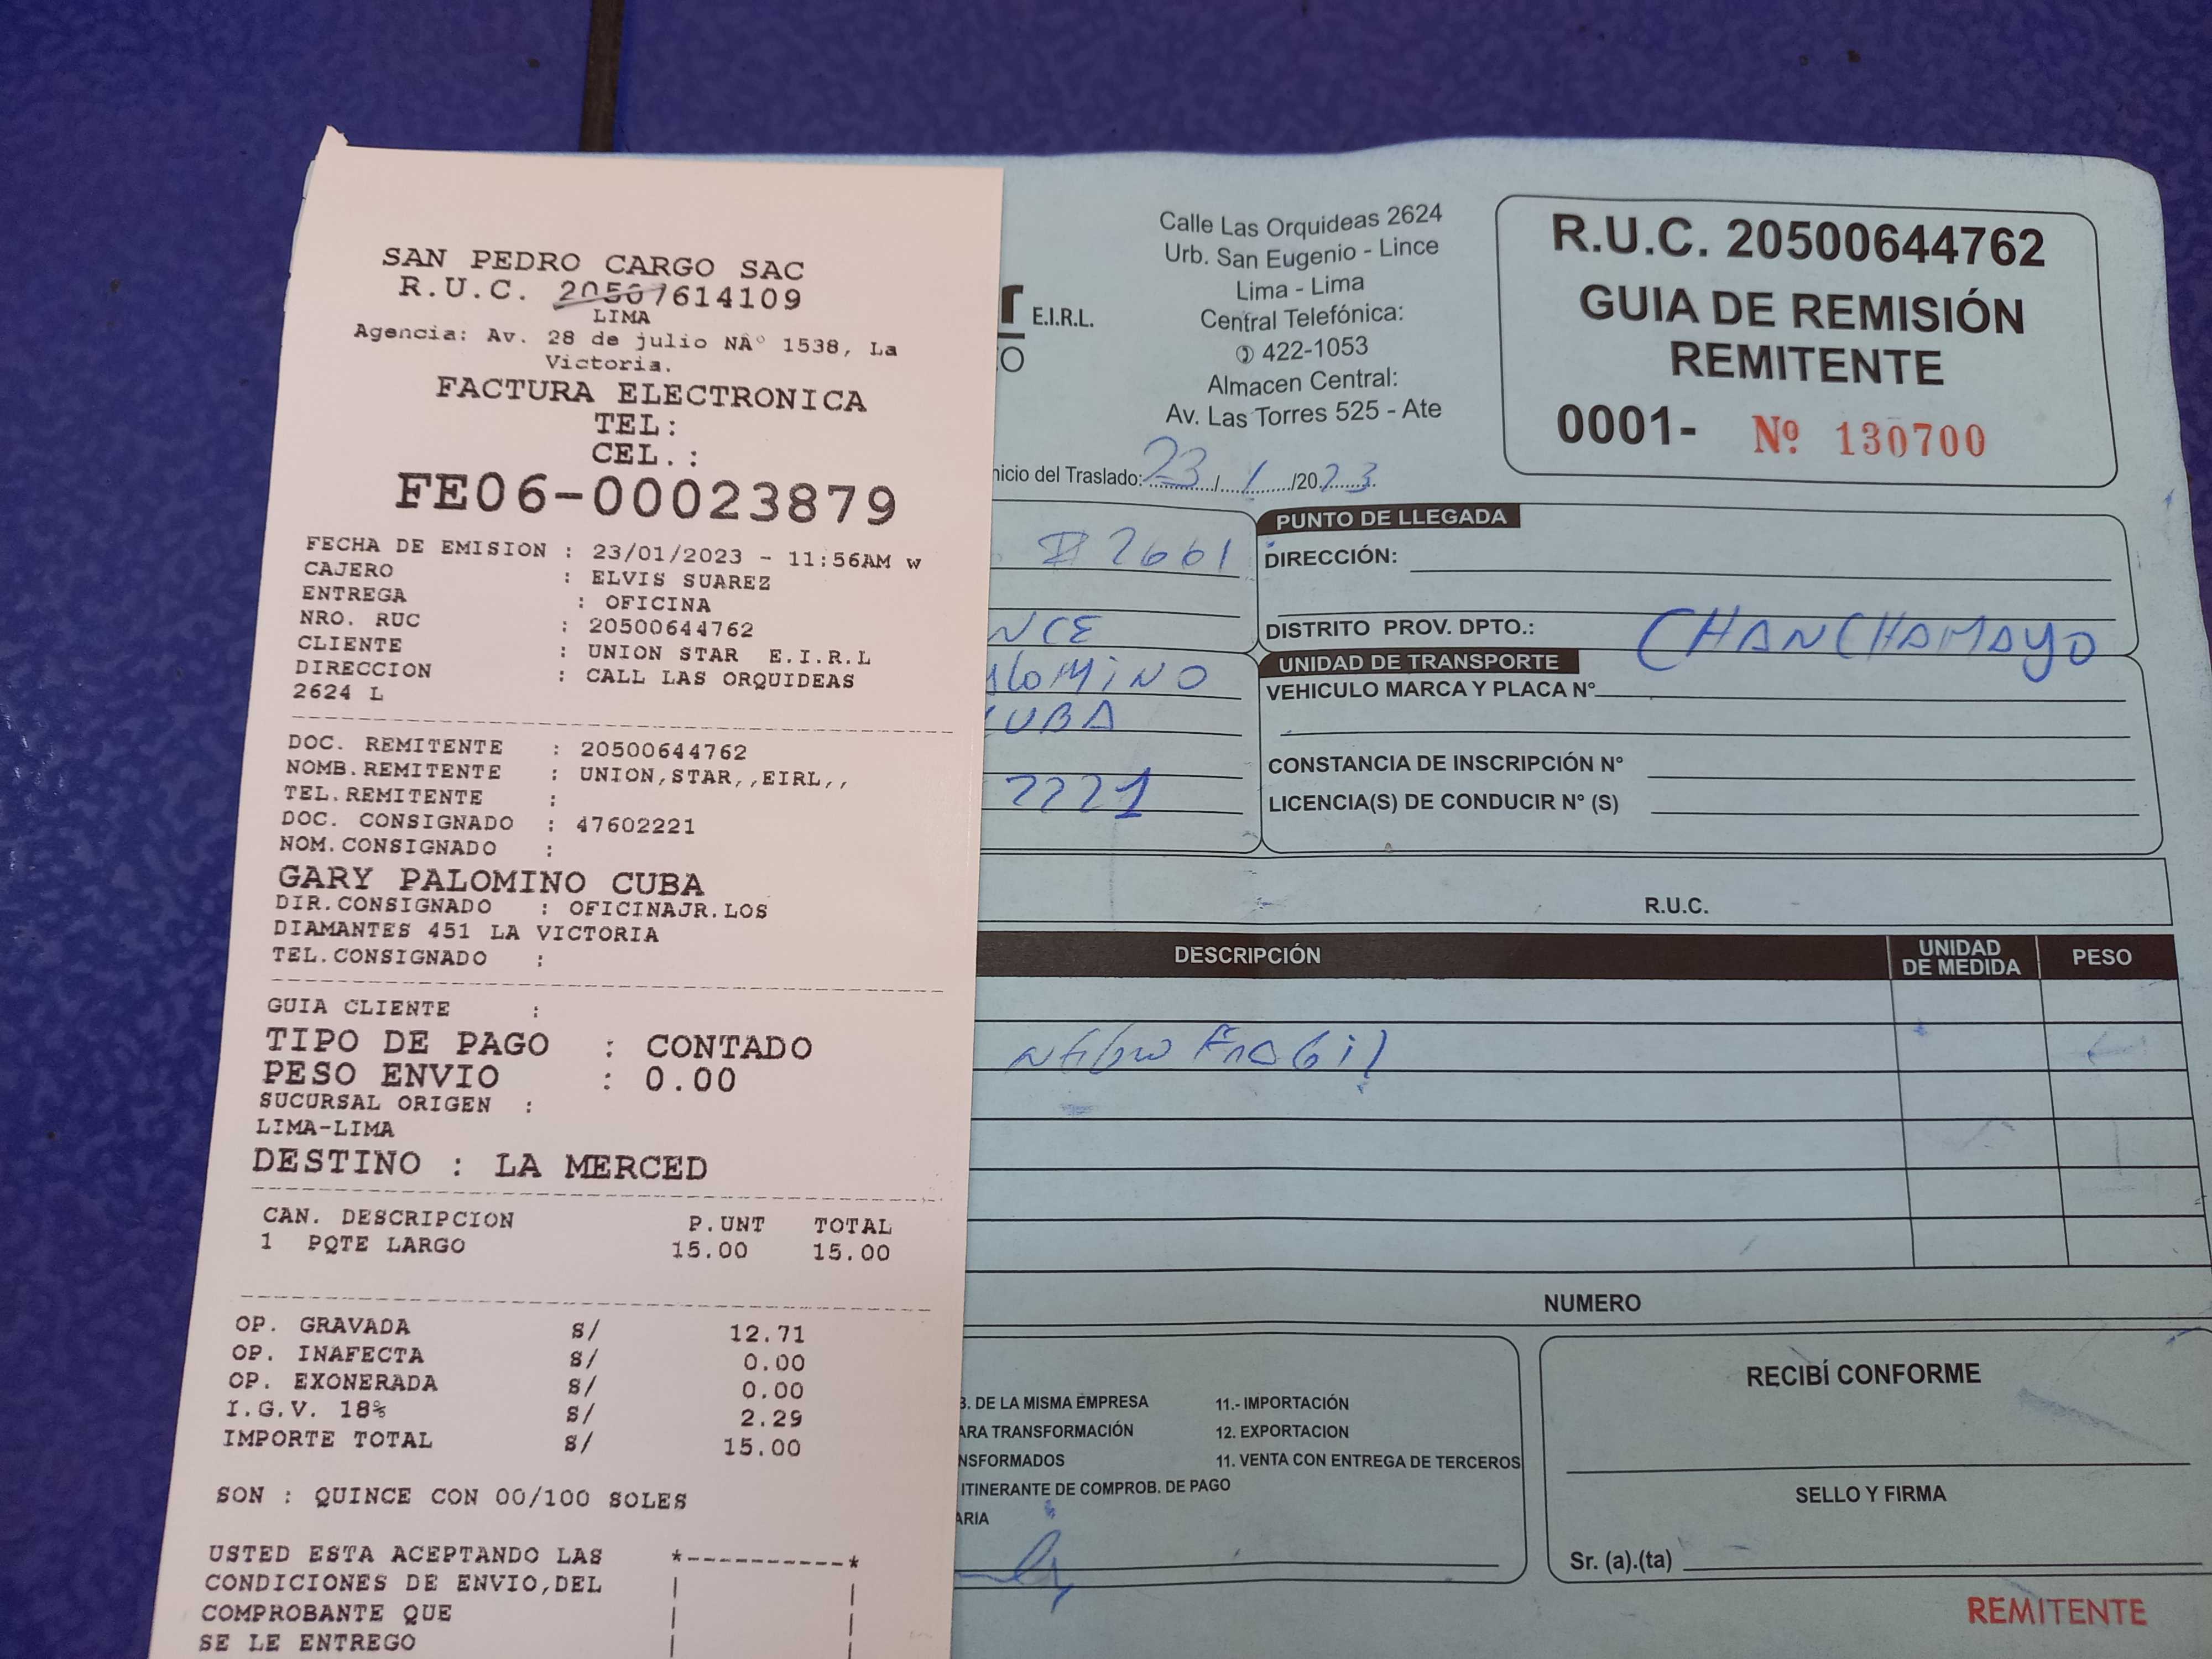 SAN PEDRO CARGO SAC
R.U.C. 20507614109
LIMA
Agencia: Av. 28 de julio NÂº 1538, La
Victoria.
FACTURA ELECTRONICA
TEL:
CEL.:
FE06-00023879
FECHA DE EMISION : 23/01/2023 - 11:56AM w
CAJERO : ELVIS SUAREZ
ENTREGA : OFICINA
NRO. RUC : 20500644762
CLIENTE : UNION STAR E.I.R.L
DIRECCION : CALL LAS ORQUIDEAS
2624 L
DOC. REMITENTE : 20500644762
NOMB.REMITENTE : UNION,STAR,,EIRL,,
TEL.REMITENTE :
DOC. CONSIGNADO : 47602221
NOM.CONSIGNADO :
GARY PALOMINO CUBA
DIR.CONSIGNADO : OFICINAJR.LOS
DIAMANTES 451 LA VICTORIA
TEL.CONSIGNADO :
GUIA CLIENTE :
TIPO DE PAGO : CONTADO
PESO ENVIO : 0.00
SUCURSAL ORIGEN :
LIMA-LIMA
DESTINO : LA MERCED
CAN. DESCRIPCION P.UNT TOTAL
1 PQTE LARGO 15.00 15.00
OP. GRAVADA S/ 12.71
OP. INAFECTA S/ 0.00
OP. EXONERADA S/ 0.00
I.G.V. 18% S/ 2.29
IMPORTE TOTAL S/ 15.00
SON : QUINCE CON 00/100 SOLES
USTED ESTA ACEPTANDO LAS
CONDICIONES DE ENVIO,DEL
COMPROBANTE QUE
SE LE ENTREGO
E.I.R.L.
Calle Las Orquideas 2624
Urb. San Eugenio - Lince
Lima - Lima
Central Telefónica:
422-1053
Almacen Central:
Av. Las Torres 525 - Ate
R.U.C. 20500644762
GUIA DE REMISIÓN
REMITENTE
0001- Nº 130700
nicio del Traslado: 23/1/2023
2661
NCE
LOMINO
UBA
2221
PUNTO DE LLEGADA
DIRECCIÓN:
DISTRITO PROV. DPTO.: CHANCHAMAYO
UNIDAD DE TRANSPORTE
VEHICULO MARCA Y PLACA N°
CONSTANCIA DE INSCRIPCIÓN N°
LICENCIA(S) DE CONDUCIR N° (S)
R.U.C.
DESCRIPCIÓN
UNIDAD
DE MEDIDA
PESO
NUMERO
B. DE LA MISMA EMPRESA
ARA TRANSFORMACIÓN
NSFORMADOS
ITINERANTE DE COMPROB. DE PAGO
ARIA
11.- IMPORTACIÓN
12. EXPORTACION
11. VENTA CON ENTREGA DE TERCEROS
RECIBÍ CONFORME
SELLO Y FIRMA
Sr. (a).(ta)
REMITENTE